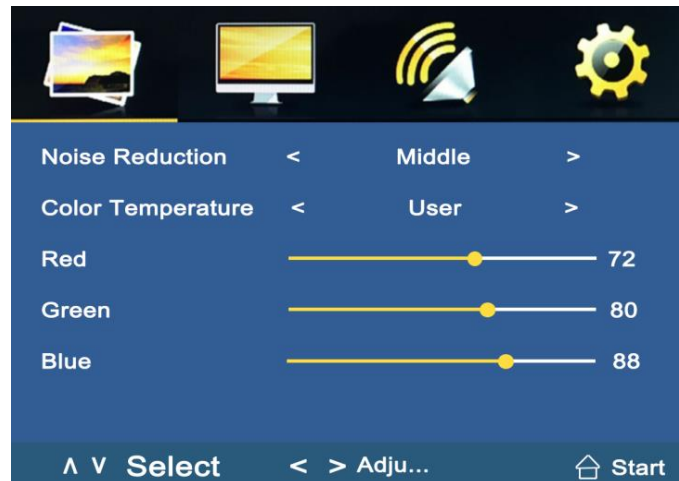 Noise Reduction < Middle >
Color Temperature < User >
Red 72
Green 80
Blue 88
∧ ∨ Select < > Adju... Start